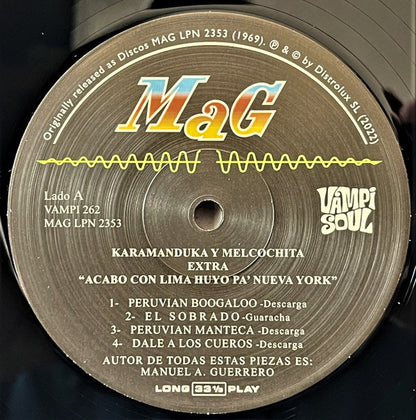 Originally released as Discos MAG LPN 2353 (1969). ℗ & © by Distrolux SL (2022)
MaG
Lado A
VAMPI 262
MAG LPN 2353
VAMPI
SOUL
KARAMANDUKA Y MELCOCHITA
EXTRA
"ACABO CON LIMA HUYO PA' NUEVA YORK"
1- PERUVIAN BOOGALOO -Descarga
2- EL SOBRADO -Guaracha
3- PERUVIAN MANTECA -Descarga
4- DALE A LOS CUEROS -Descarga
AUTOR DE TODAS ESTAS PIEZAS ES:
MANUEL A. GUERRERO
LONG 33⅓ PLAY